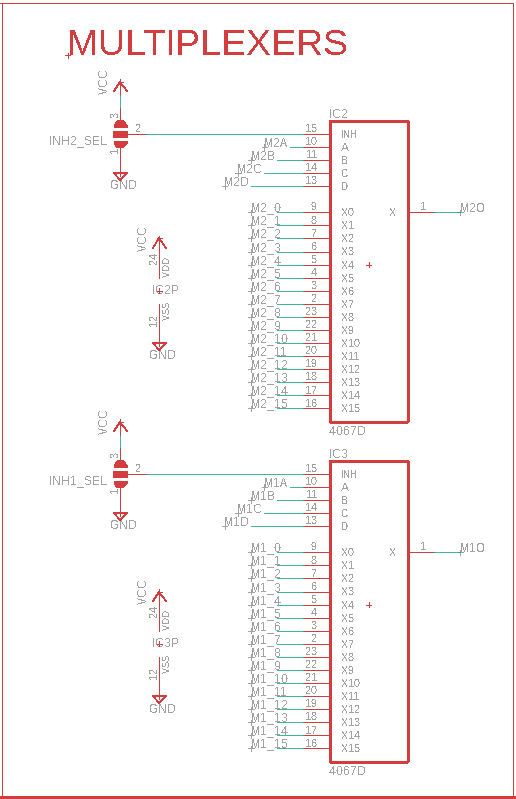 MULTIPLEXERS
VCC
3
INH2_SEL
2
1
GND
IC2
15 INH
M2A 10 A
M2B 11 B
M2C 14 C
M2D 13 D
M2_0 9 X0 X 1 M2O
M2_1 8 X1
M2_2 7 X2
M2_3 6 X3
M2_4 5 X4
M2_5 4 X5
M2_6 3 X6
M2_7 2 X7
M2_8 23 X8
M2_9 22 X9
M2_10 21 X10
M2_11 20 X11
M2_12 19 X12
M2_13 18 X13
M2_14 17 X14
M2_15 16 X15
4067D
VCC
24
VDD
IC2P
12
VSS
GND
VCC
3
INH1_SEL
2
1
GND
IC3
15 INH
M1A 10 A
M1B 11 B
M1C 14 C
M1D 13 D
M1_0 9 X0 X 1 M1O
M1_1 8 X1
M1_2 7 X2
M1_3 6 X3
M1_4 5 X4
M1_5 4 X5
M1_6 3 X6
M1_7 2 X7
M1_8 23 X8
M1_9 22 X9
M1_10 21 X10
M1_11 20 X11
M1_12 19 X12
M1_13 18 X13
M1_14 17 X14
M1_15 16 X15
4067D
VCC
24
VDD
IC3P
12
VSS
GND